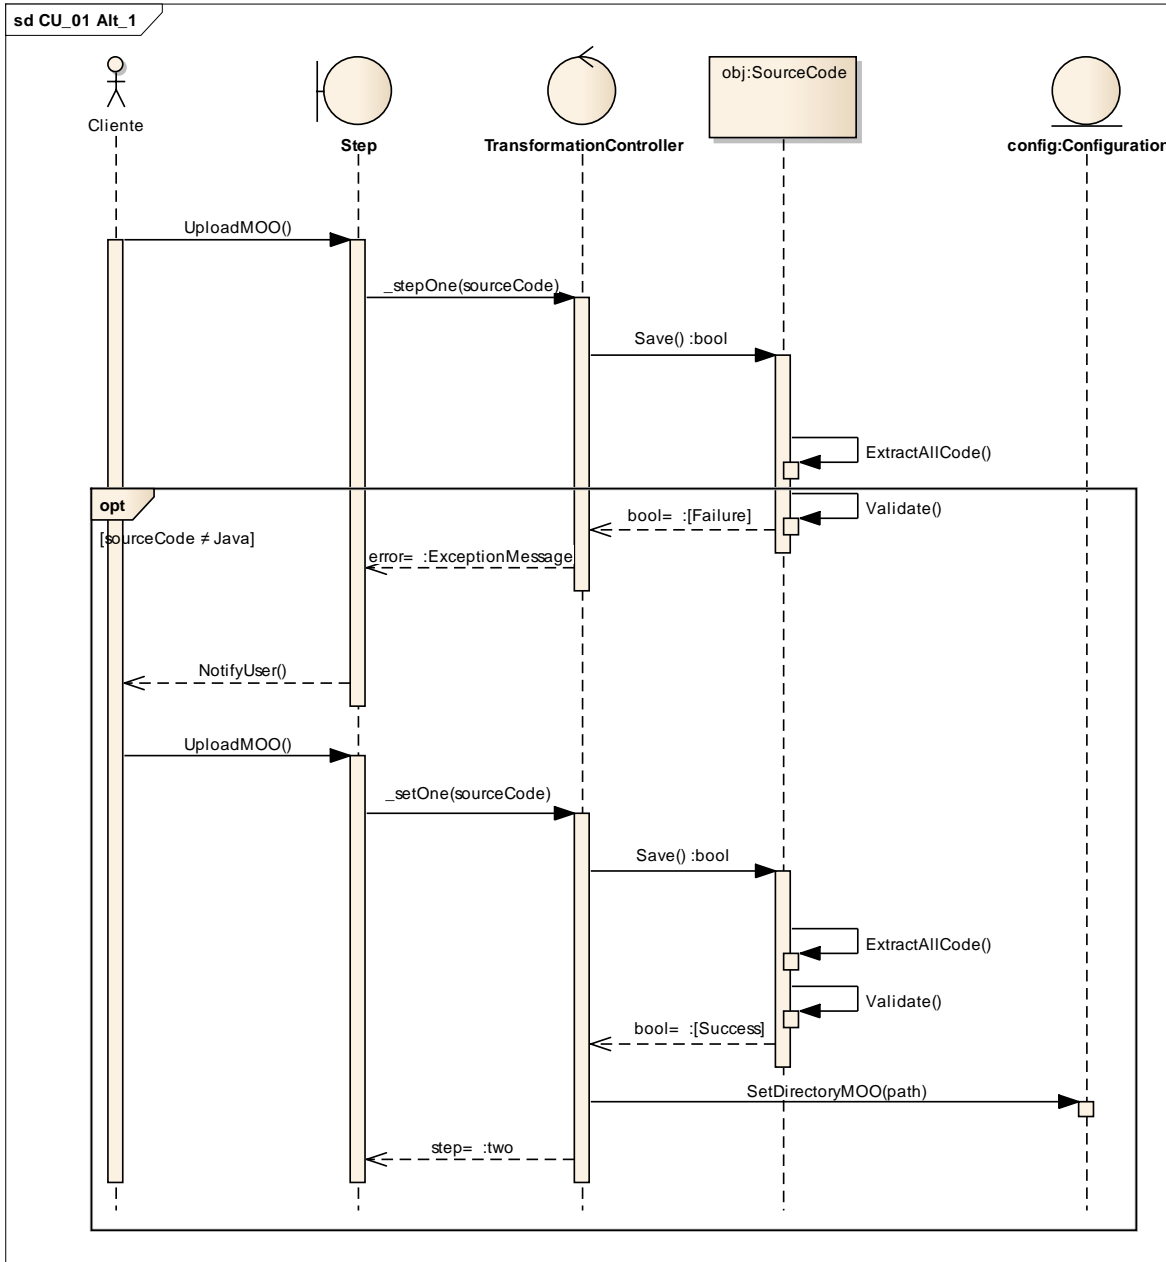 sd CU_01 Alt_1
Cliente
Step
TransformationController
obj:SourceCode
config:Configuration
UploadMOO()
_stepOne(sourceCode)
Save() :bool
ExtractAllCode()
opt
Validate()
bool= :[Failure]
[sourceCode ≠ Java]
error= :ExceptionMessage
NotifyUser()
UploadMOO()
_setOne(sourceCode)
Save() :bool
ExtractAllCode()
Validate()
bool= :[Success]
SetDirectoryMOO(path)
step= :two